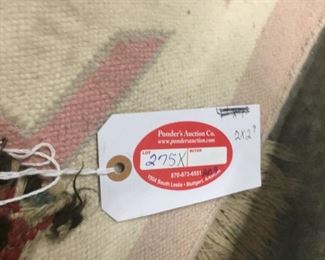 Ponder's Auction Co.
www.pondersauction.com
LOT
275X
BUYER
870-673-6551
1504 South Leslie • Stuttgart, Arkansas
2x2'